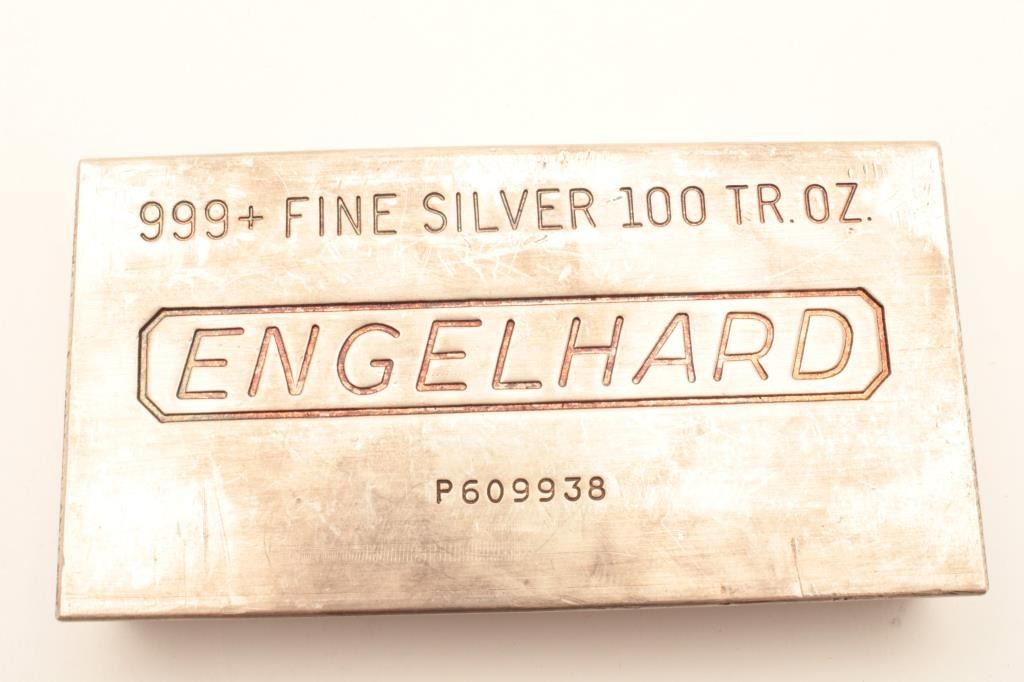 999+ FINE SILVER 100 TR. OZ.
ENGELHARD
P609938